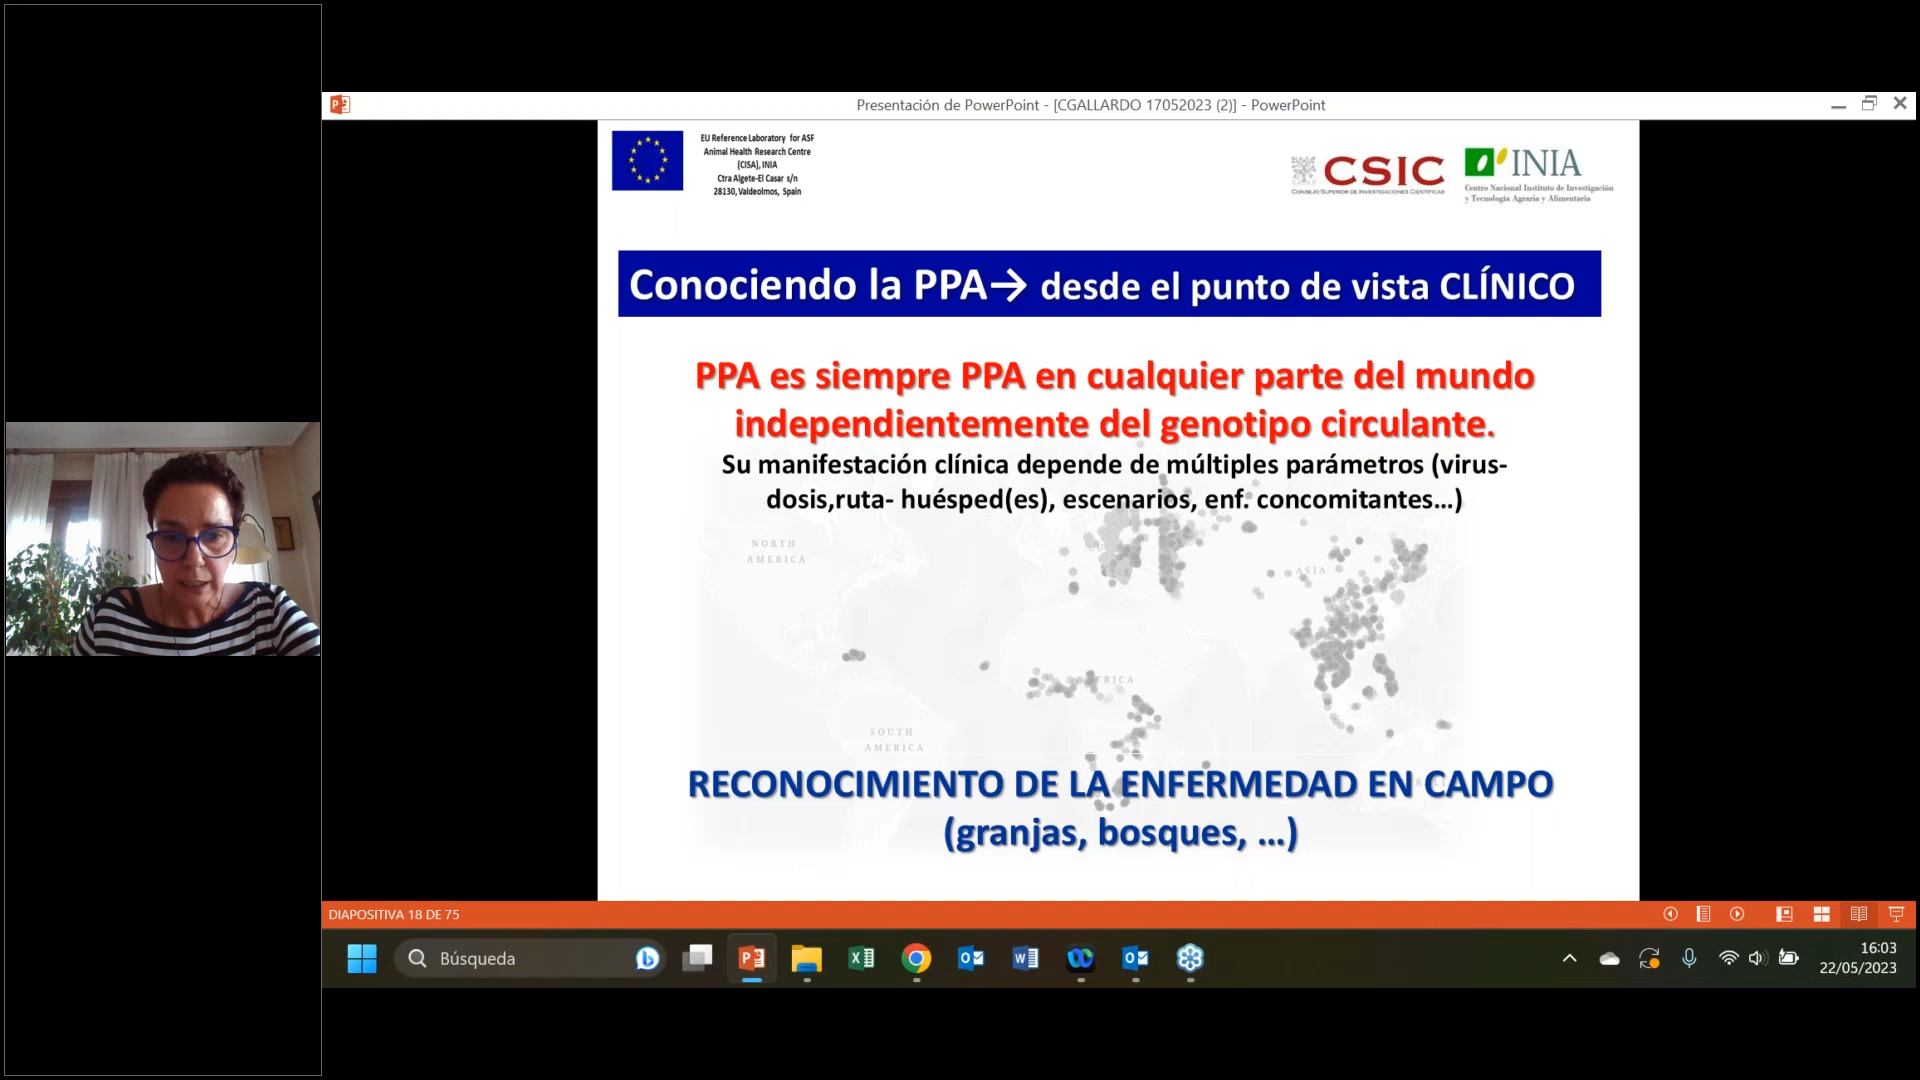 Presentación de PowerPoint - [CGALLARDO 17052023 (2)] - PowerPoint
EU Reference Laboratory for ASF
Animal Health Research Centre
(CISA), INIA
Ctra Algete-El Casar s/n
28130, Valdeolmos, Spain
CSIC
CONSEJO SUPERIOR DE INVESTIGACIONES CIENTÍFICAS
INIA
Centro Nacional Instituto de Investigación
y Tecnología Agraria y Alimentaria
Conociendo la PPA→ desde el punto de vista CLÍNICO
PPA es siempre PPA en cualquier parte del mundo
independientemente del genotipo circulante.
Su manifestación clínica depende de múltiples parámetros (virus-
dosis,ruta- huésped(es), escenarios, enf. concomitantes...)
NORTH
AMERICA
ASIA
SOUTH
AMERICA
RECONOCIMIENTO DE LA ENFERMEDAD EN CAMPO
(granjas, bosques, ...)
DIAPOSITIVA 18 DE 75
Búsqueda
16:03
22/05/2023